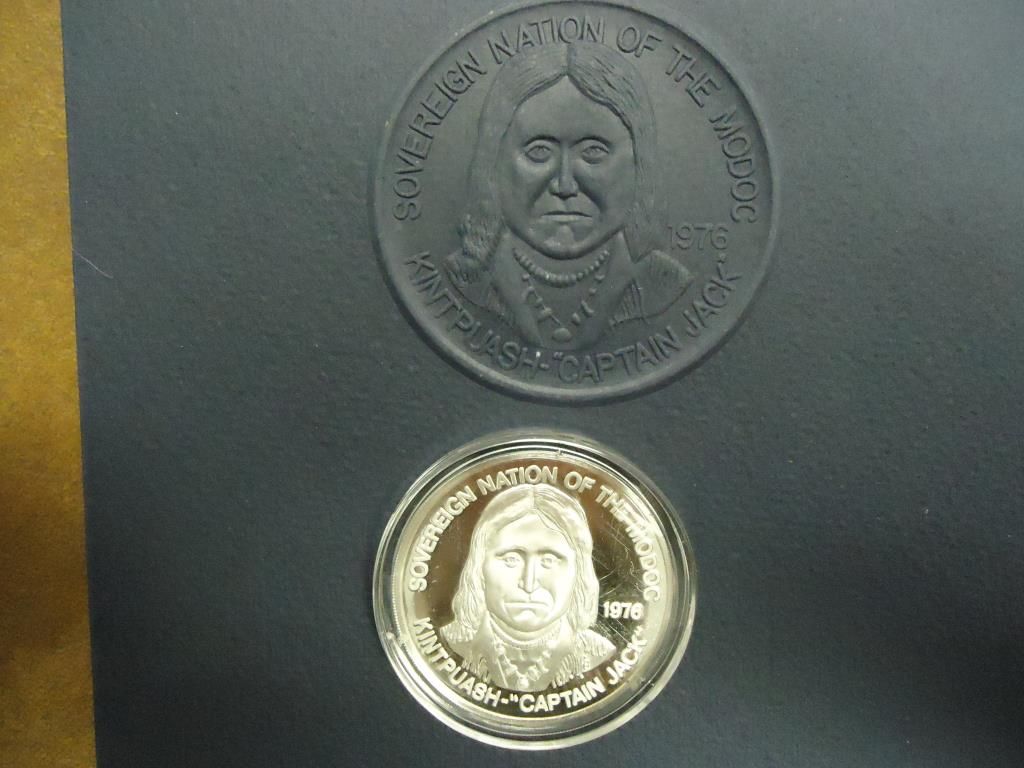 SOVEREIGN NATION OF THE MODOC
1976
KINTPUASH-"CAPTAIN JACK"
SOVEREIGN NATION OF THE MODOC
1976
KINTPUASH-"CAPTAIN JACK"